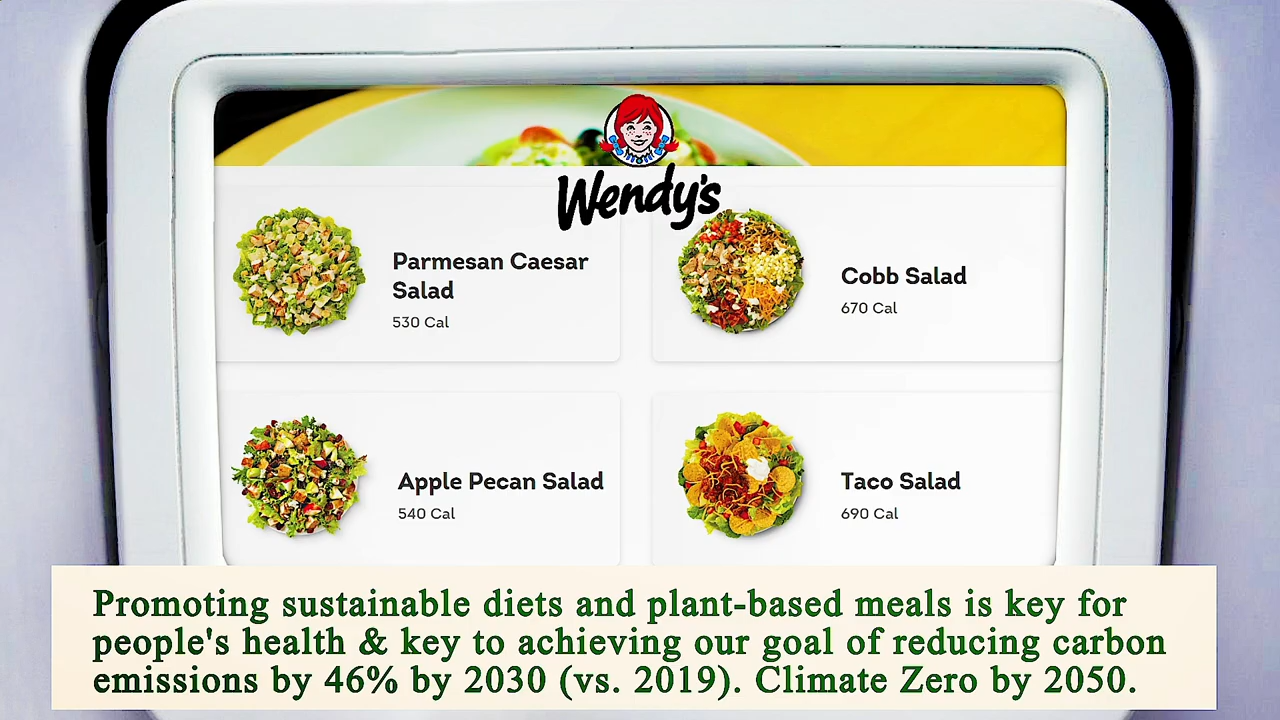 Wendy's
Parmesan Caesar
Salad
530 Cal
Cobb Salad
670 Cal
Apple Pecan Salad
540 Cal
Taco Salad
690 Cal
Promoting sustainable diets and plant-based meals is key for
people's health & key to achieving our goal of reducing carbon
emissions by 46% by 2030 (vs. 2019). Climate Zero by 2050.